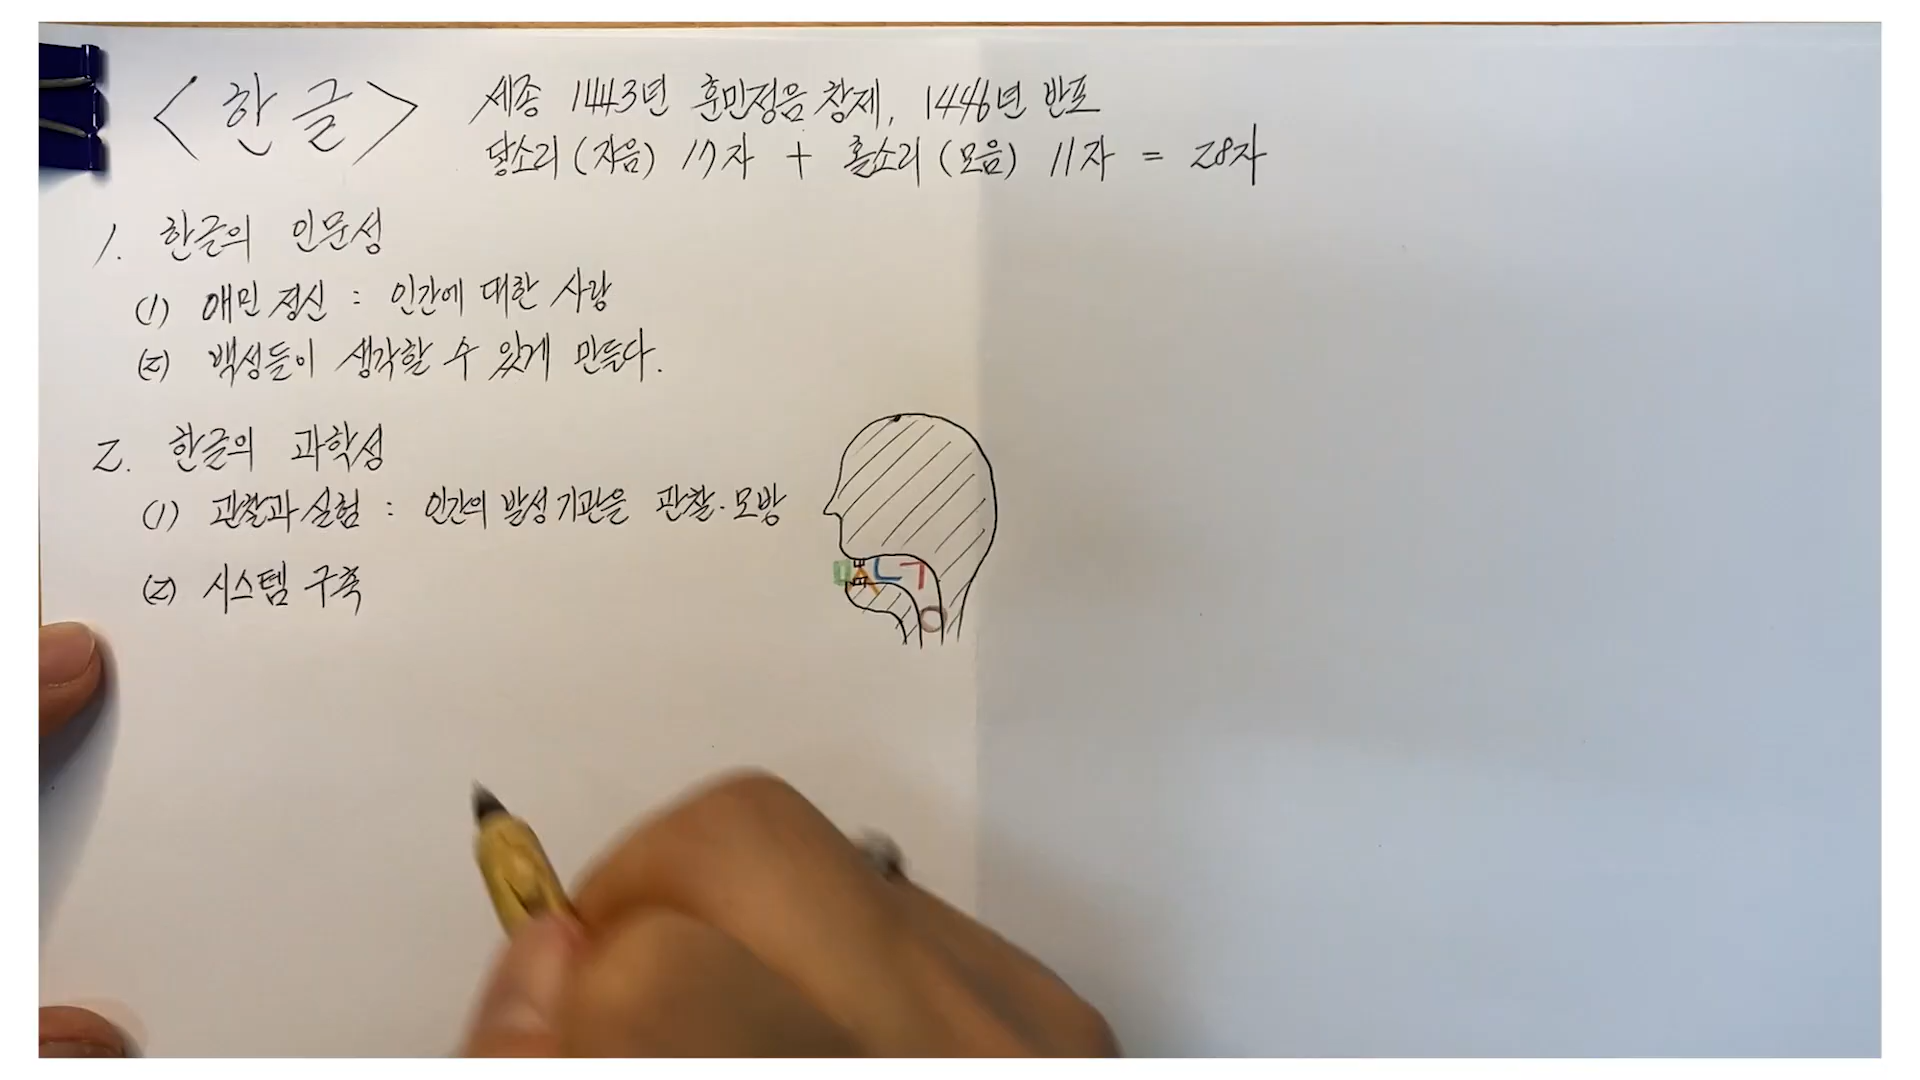 <한글>
세종 1443년 훈민정음 창제, 1446년 반포
닿소리 (자음) 17자 + 홀소리 (모음) 11자 = 28자
1. 한글의 인문성
(1) 애민 정신 : 인간에 대한 사랑
(2) 백성들이 생각할 수 있게 만들다.
2. 한글의 과학성
(1) 관찰과 실험 : 인간의 발성 기관을 관찰·모방
(2) 시스템 구축
ㅁ ㅅ ㄴ ㄱ
ㅇ